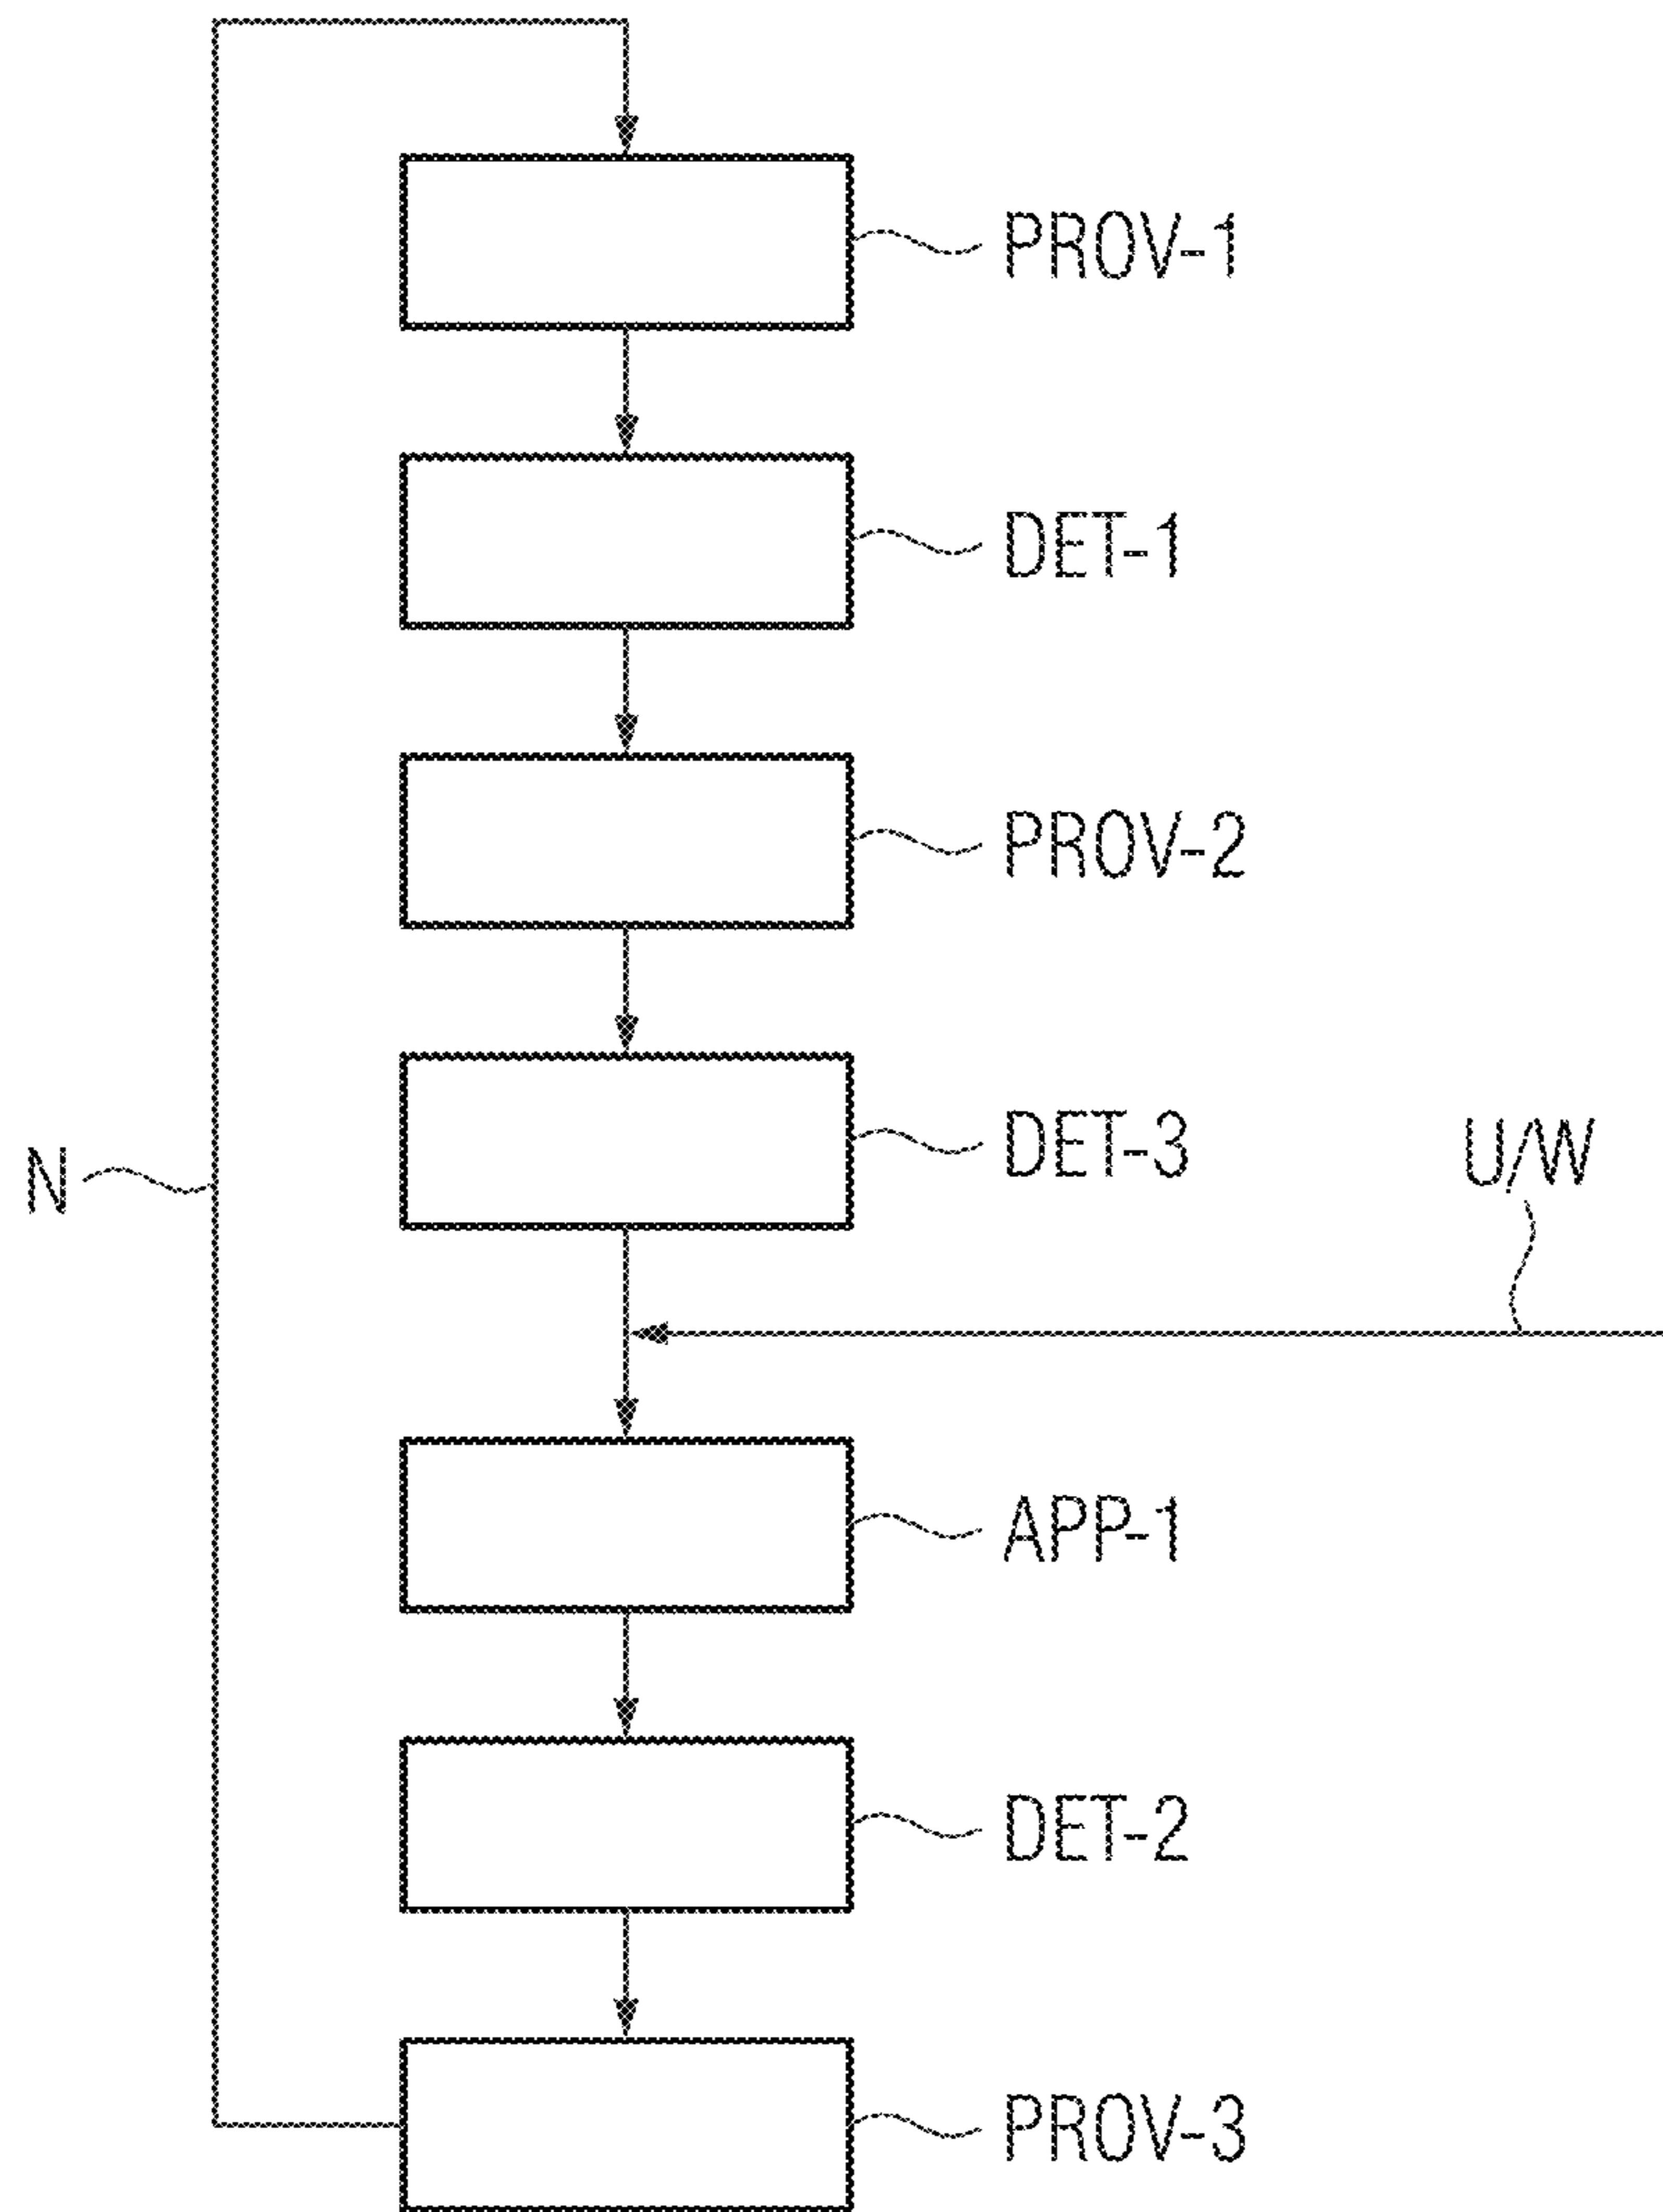 PROV-1
DET-1
PROV-2
DET-3
N
U/W
APP-1
DET-2
PROV-3